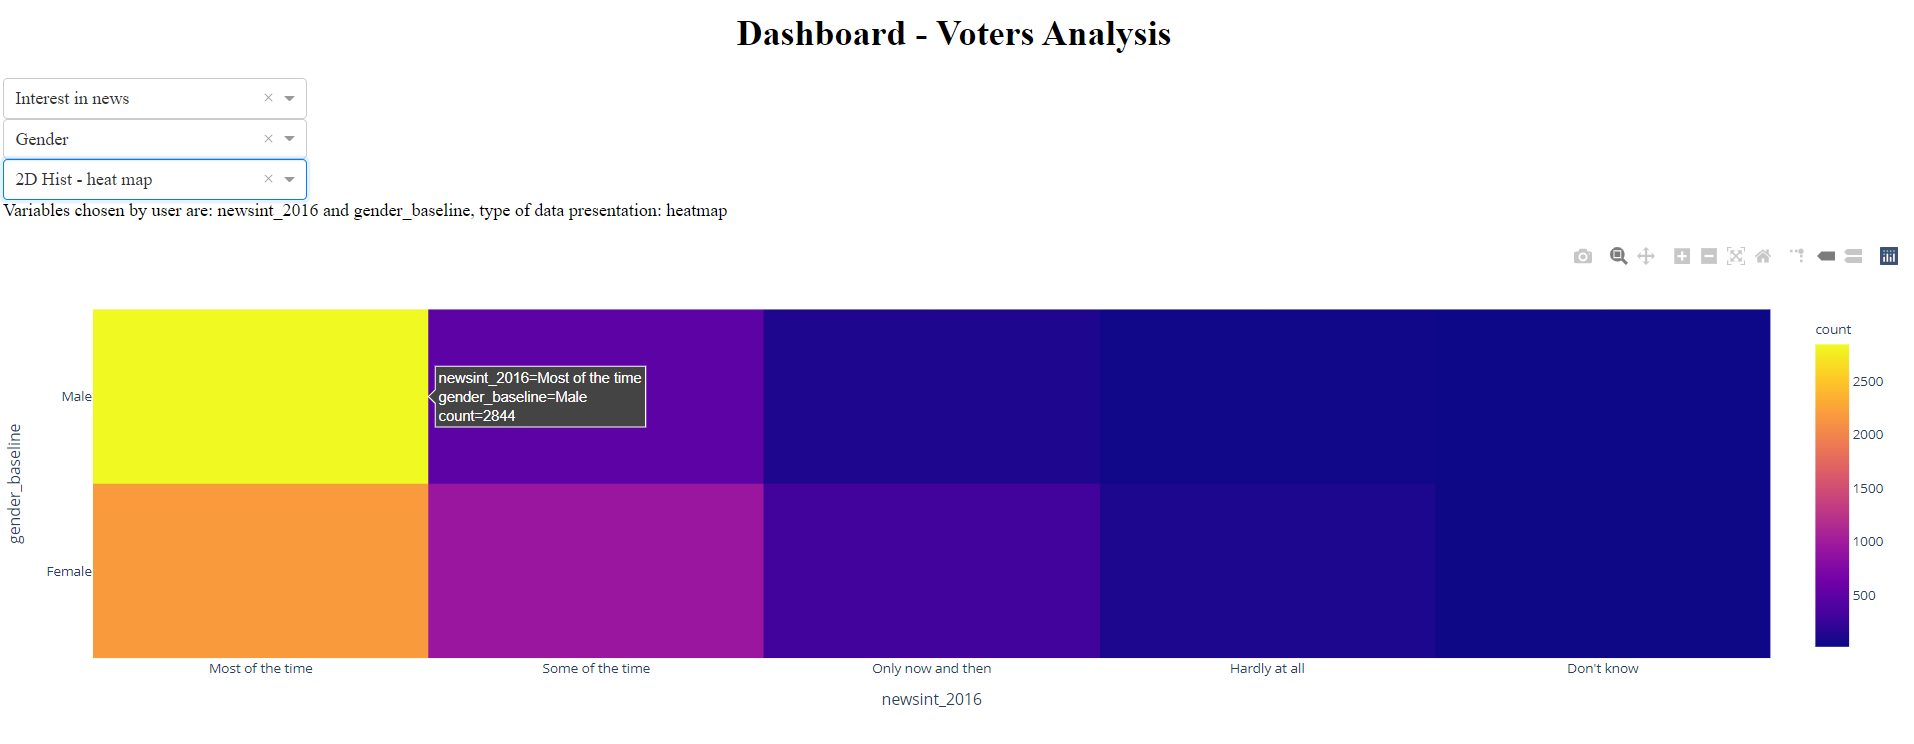 Dashboard - Voters Analysis
Interest in news
Gender
2D Hist - heat map
Variables chosen by user are: newsint_2016 and gender_baseline, type of data presentation: heatmap
count
2500
2000
1500
1000
500
gender_baseline
Male
Female
newsint_2016=Most of the time
gender_baseline=Male
count=2844
Most of the time
Some of the time
Only now and then
Hardly at all
Don't know
newsint_2016